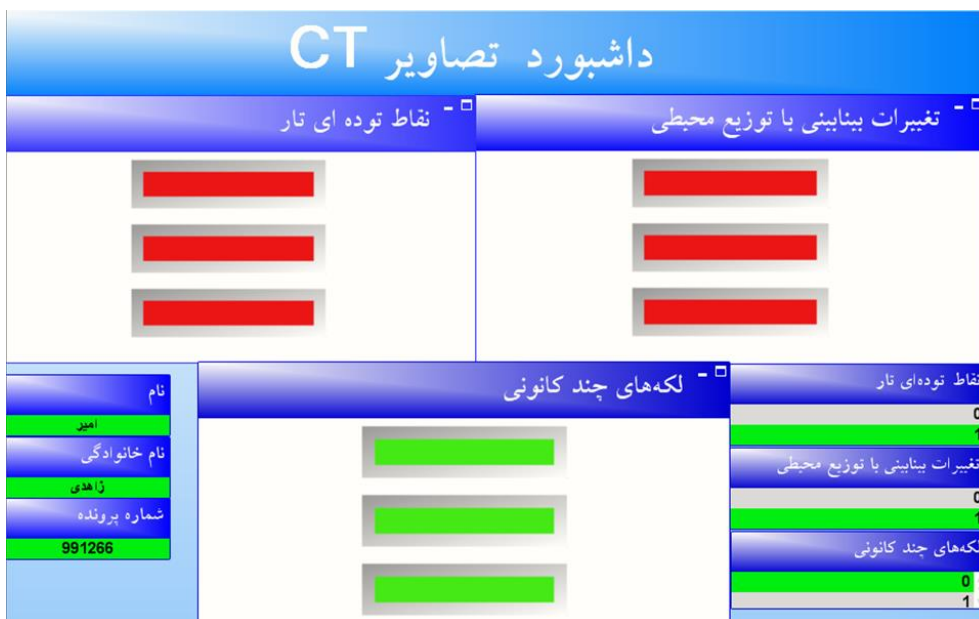 داشبورد تصاویر CT
تغییرات بینابینی با توزیع محیطی
نقاط توده ای تار
لکه‌های چند کانونی
نقاط توده‌ای تار
0
1
تغییرات بینابینی با توزیع محیطی
0
1
لکه‌های چند کانونی
0
1
نام
امیر
نام خانوادگی
زاهدی
شماره پرونده
991266